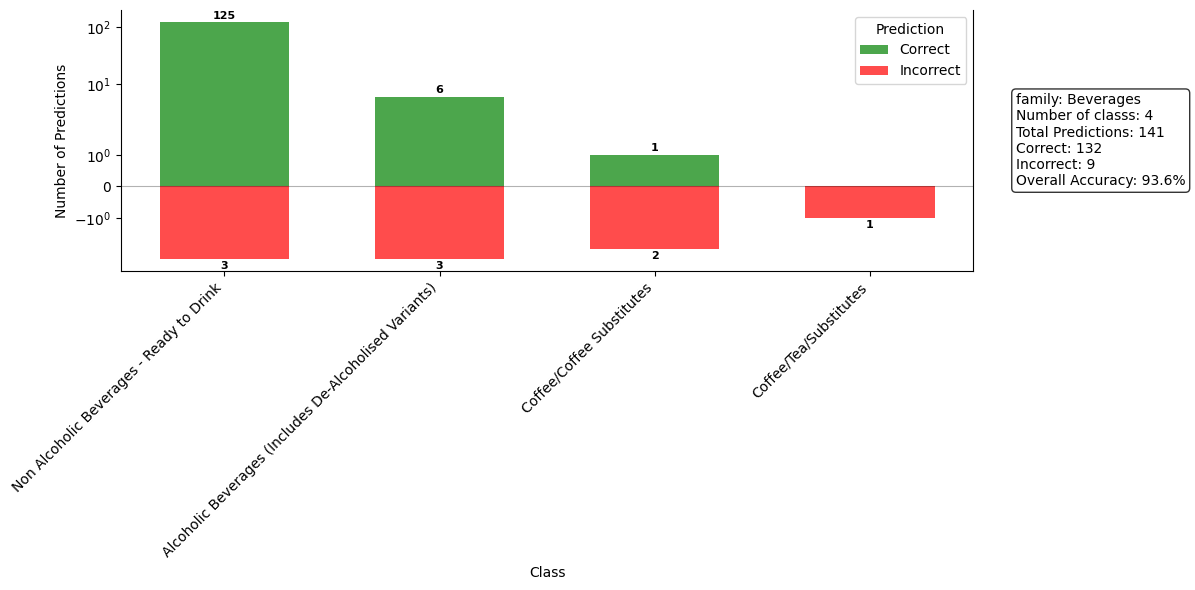 125
6
1
3
3
2
1
10²
10¹
10⁰
0
−10⁰
Number of Predictions
Prediction
Correct
Incorrect
family: Beverages
Number of classs: 4
Total Predictions: 141
Correct: 132
Incorrect: 9
Overall Accuracy: 93.6%
Non Alcoholic Beverages - Ready to Drink
Alcoholic Beverages (Includes De-Alcoholised Variants)
Coffee/Coffee Substitutes
Coffee/Tea/Substitutes
Class